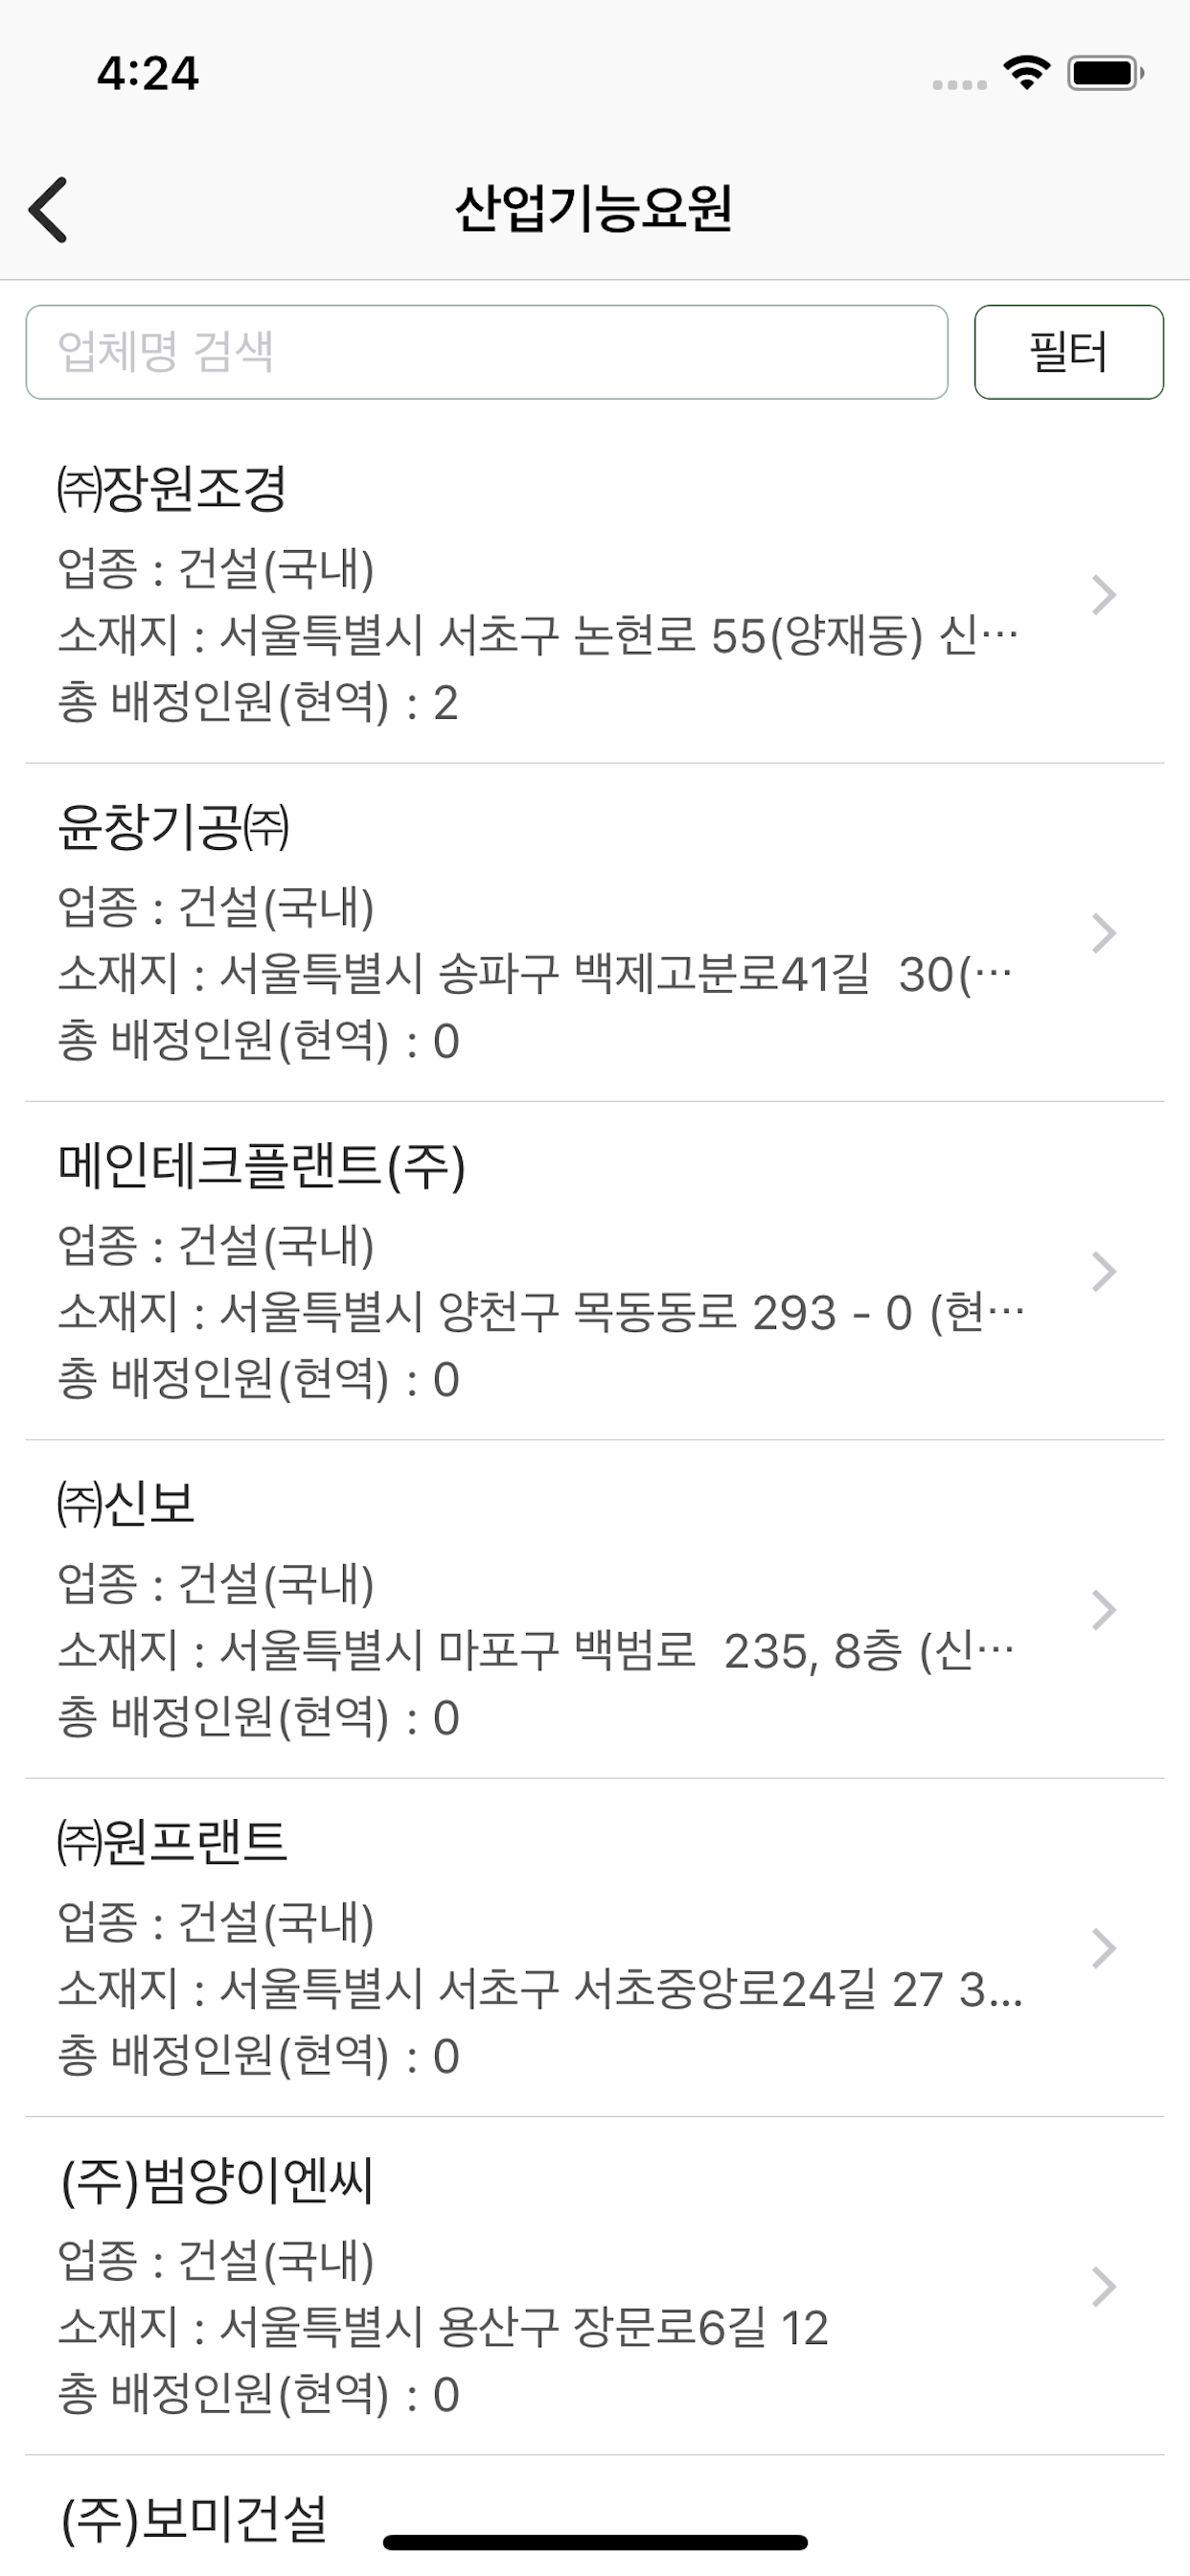 4:24
산업기능요원
업체명 검색
필터
㈜장원조경
업종 : 건설(국내)
소재지 : 서울특별시 서초구 논현로 55(양재동) 신…
총 배정인원(현역) : 2
윤창기공㈜
업종 : 건설(국내)
소재지 : 서울특별시 송파구 백제고분로41길  30(…
총 배정인원(현역) : 0
메인테크플랜트(주)
업종 : 건설(국내)
소재지 : 서울특별시 양천구 목동동로 293 - 0 (현…
총 배정인원(현역) : 0
㈜신보
업종 : 건설(국내)
소재지 : 서울특별시 마포구 백범로  235, 8층 (신…
총 배정인원(현역) : 0
㈜원프랜트
업종 : 건설(국내)
소재지 : 서울특별시 서초구 서초중앙로24길 27 3...
총 배정인원(현역) : 0
(주)범양이엔씨
업종 : 건설(국내)
소재지 : 서울특별시 용산구 장문로6길 12
총 배정인원(현역) : 0
(주)보미건설